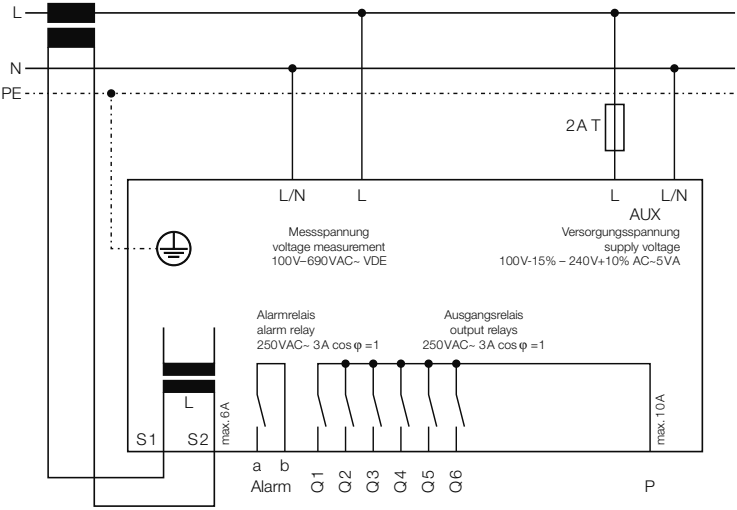 L
N
PE
2A T
L/N
L
L
L/N
AUX
Messspannung
voltage measurement
100V–690VAC~ VDE
Versorgungsspannung
supply voltage
100V-15% – 240V+10% AC~5VA
Alarmrelais
alarm relay
250VAC~ 3A cos φ =1
Ausgangsrelais
output relays
250VAC~ 3A cos φ =1
L
S1
S2
max. 6A
max. 10A
a
b
Alarm
Q1
Q2
Q3
Q4
Q5
Q6
P